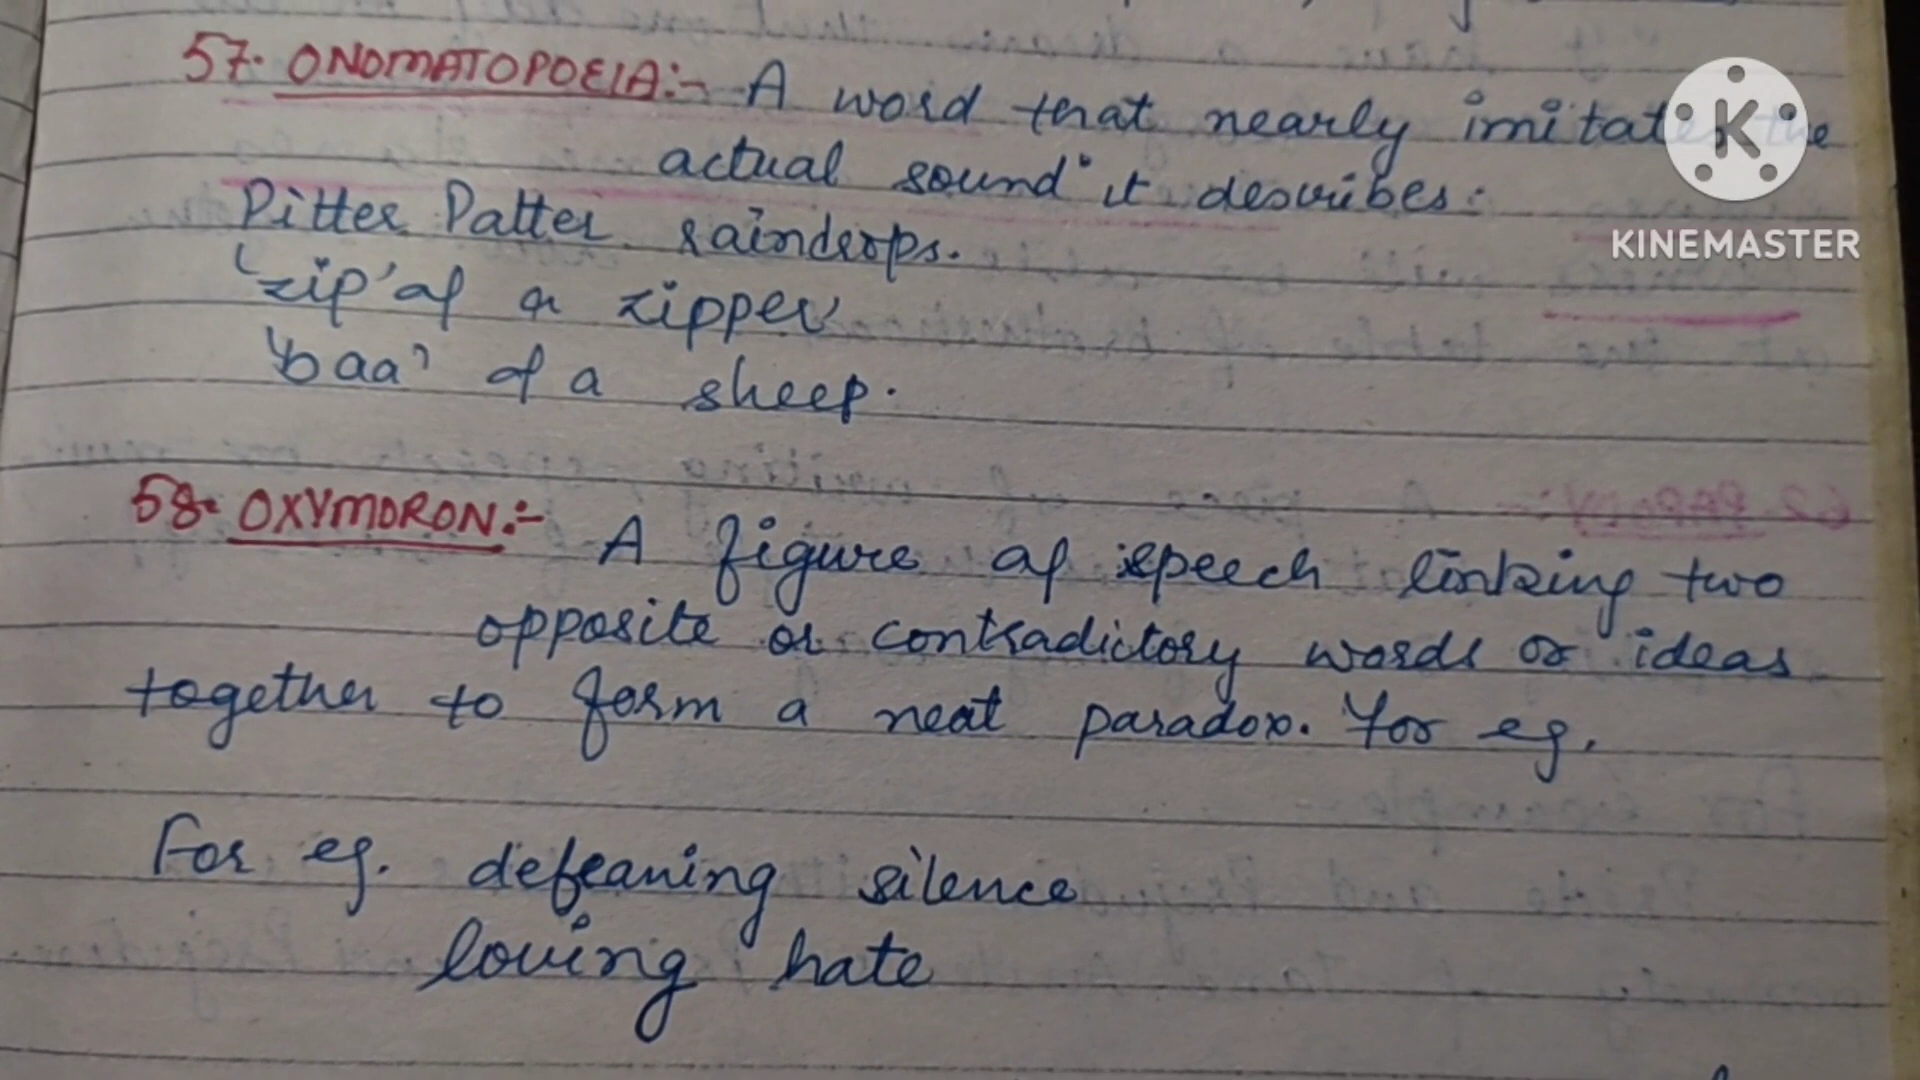 57. ONOMATOPOEIA:- A word that nearly imitates the
actual sound it describes:
Pitter Patter raindrops.
'zip' of a zipper
'baa' of a sheep.
58. OXYMORON:- A figure of speech linking two
opposite or contradictory words or ideas
together to form a neat paradox. For eg.
For eg. defeaning silence
loving hate
K
KINEMASTER